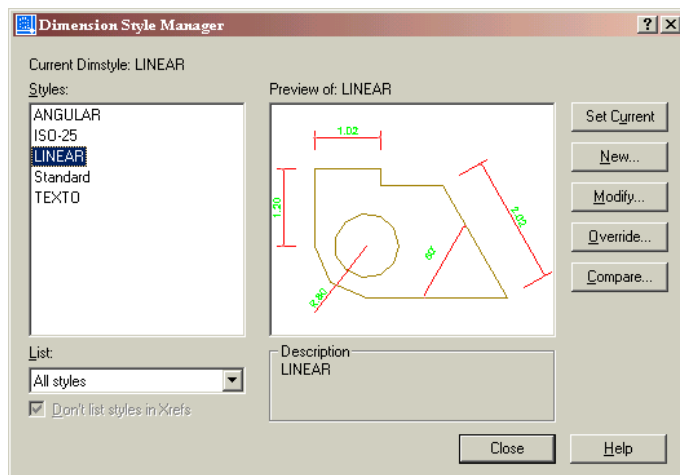 Dimension Style Manager
Current Dimstyle: LINEAR
Styles:
ANGULAR
ISO-25
LINEAR
Standard
TEXTO
Preview of: LINEAR
1.02
1.20
2.02
60°
R.80
Set Current
New...
Modify...
Override...
Compare...
List:
All styles
Don't list styles in Xrefs
Description
LINEAR
Close
Help